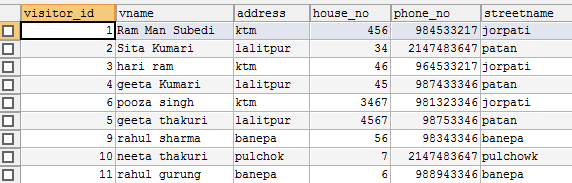 visitor_id vname address house_no phone_no streetname
1 Ram Man Subedi ktm 456 984533217 jorpati
2 Sita Kumari lalitpur 34 2147483647 patan
3 hari ram ktm 46 964533217 jorpati
4 geeta Kumari lalitpur 45 987433346 patan
6 pooza singh ktm 3467 981323346 jorpati
5 geeta thakuri lalitpur 4567 98753346 patan
9 rahul sharma banepa 56 98343346 banepa
10 neeta thakuri pulchok 7 2147483647 pulchowk
11 rahul gurung banepa 6 988943346 banepa